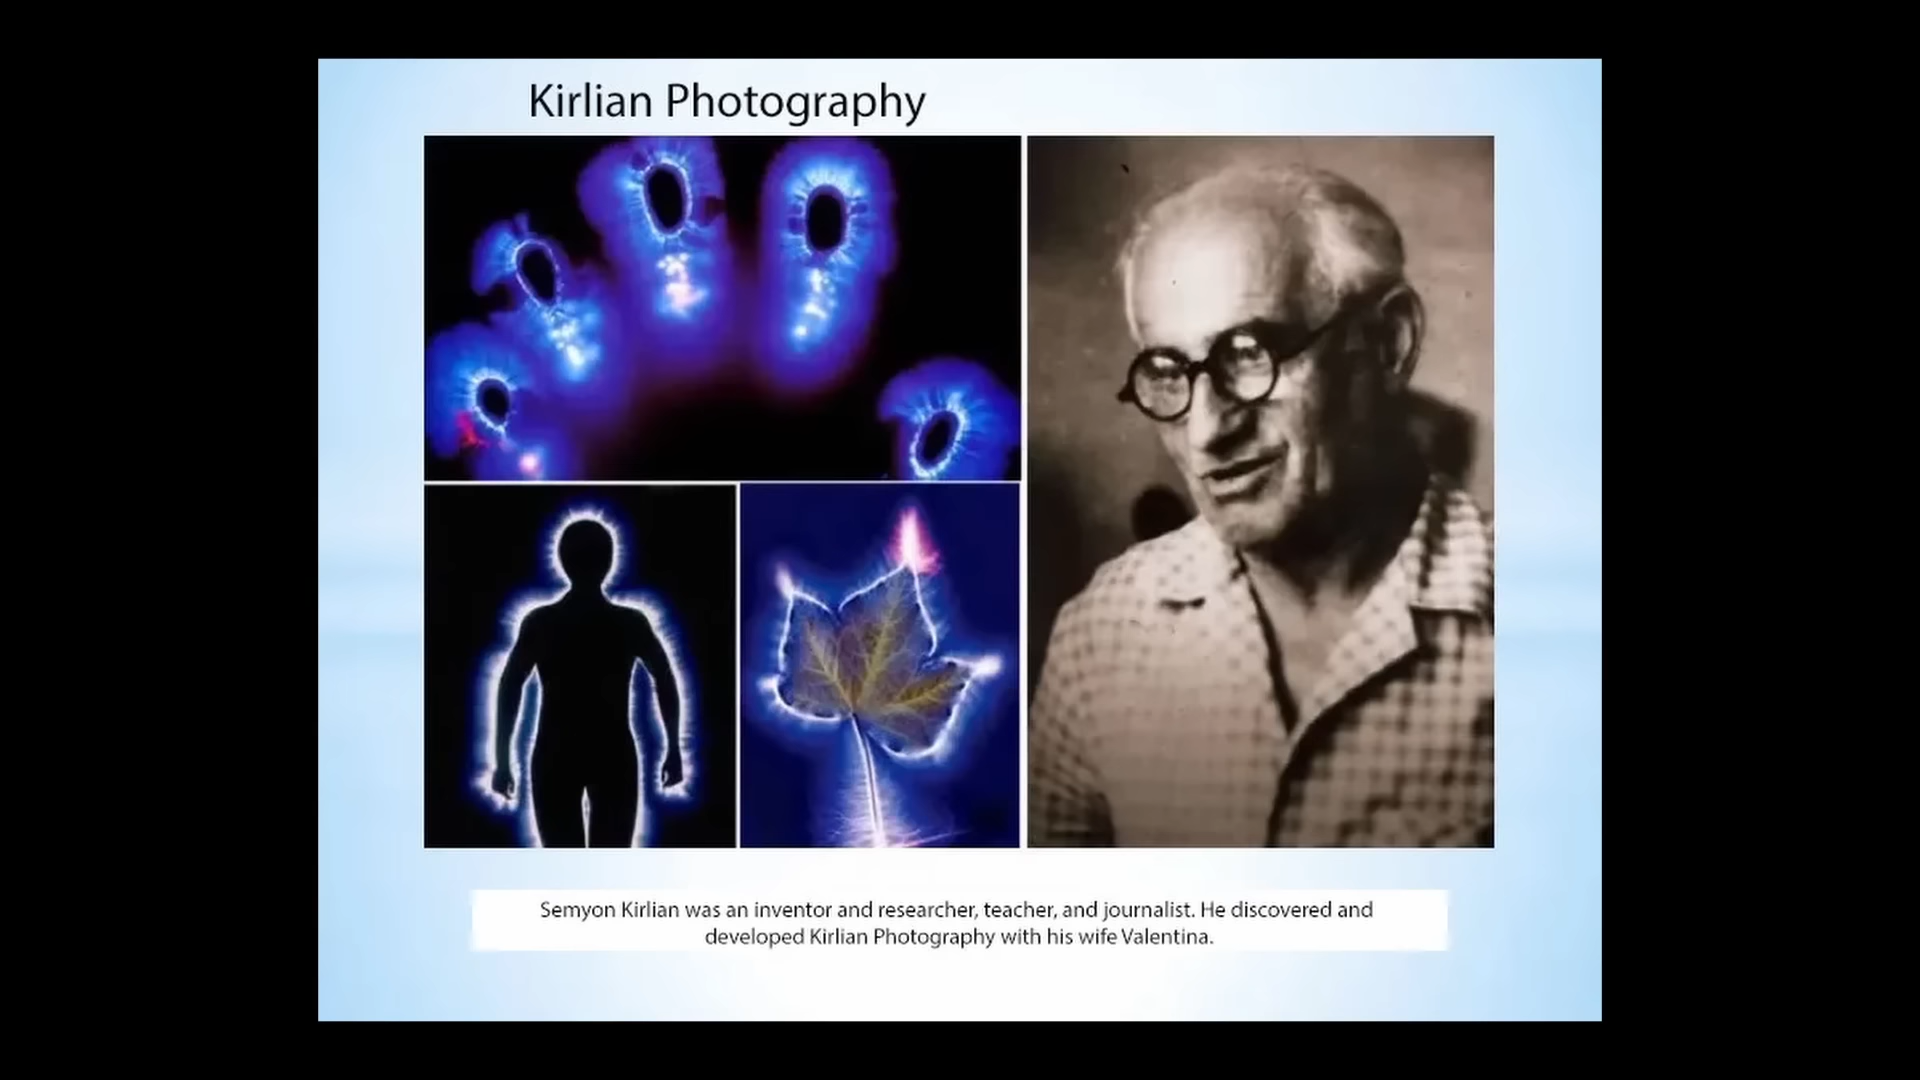 Kirlian Photography
Semyon Kirlian was an inventor and researcher, teacher, and journalist. He discovered and
developed Kirlian Photography with his wife Valentina.